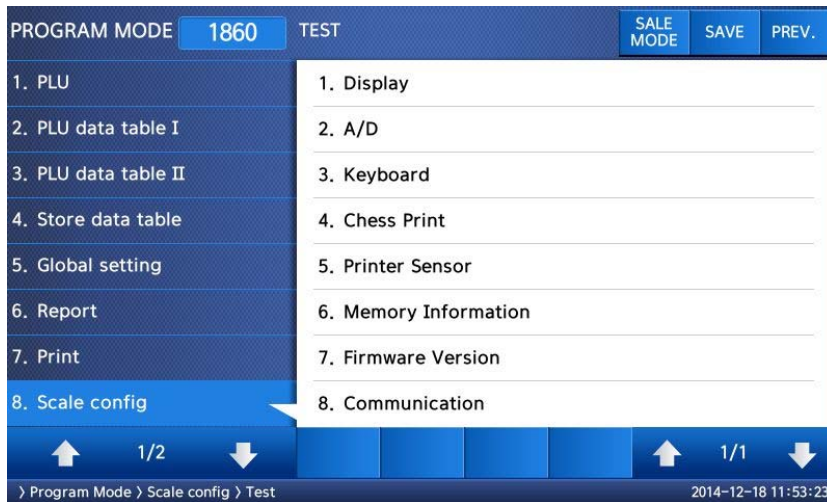 PROGRAM MODE 1860 TEST SALE MODE SAVE PREV.
1. PLU
2. PLU data table I
3. PLU data table II
4. Store data table
5. Global setting
6. Report
7. Print
8. Scale config
1. Display
2. A/D
3. Keyboard
4. Chess Print
5. Printer Sensor
6. Memory Information
7. Firmware Version
8. Communication
1/2
1/1
〉Program Mode 〉Scale config 〉Test
2014-12-18 11:53:23